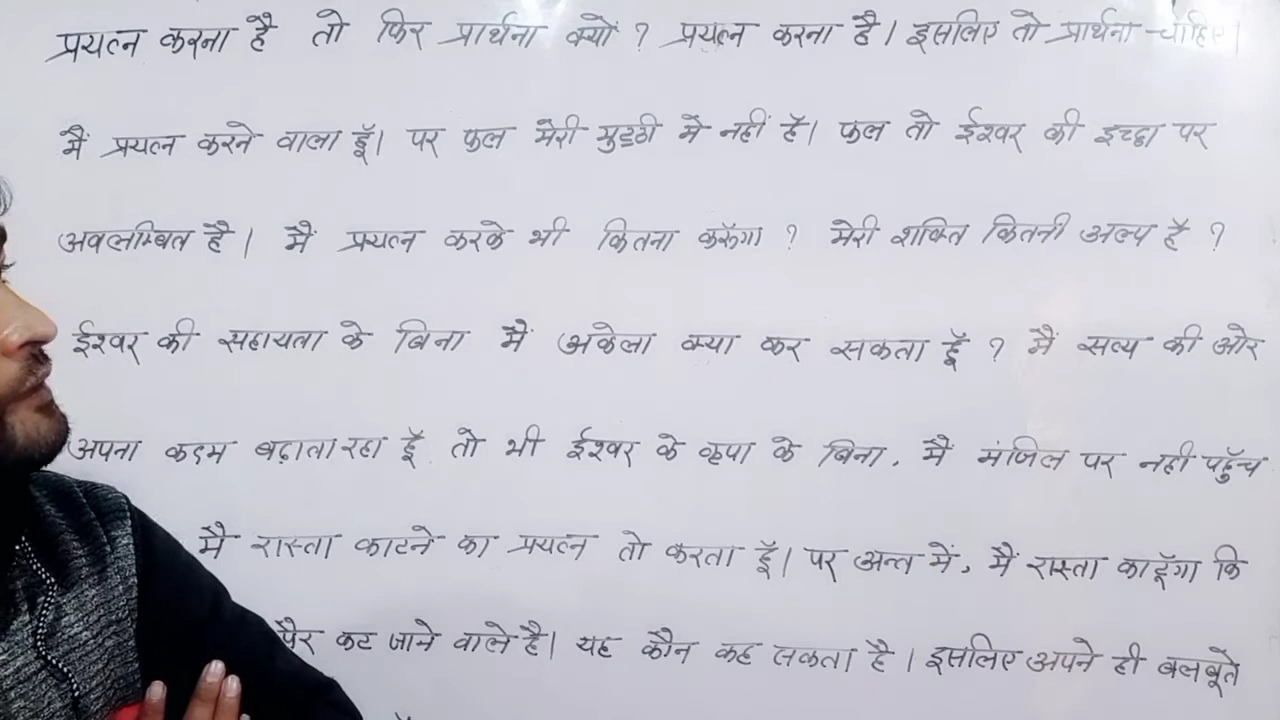 प्रयत्न करना है तो फिर प्रार्थना क्यों ? प्रयत्न करना है। इसलिए तो प्रार्थना चाहिए।
मैं प्रयत्न करने वाला हूँ। पर फल मेरी मुठ्ठी मे नहीं है। फल तो ईश्वर की इच्छा पर
अवलम्बित है। मैं प्रयत्न करके भी कितना करूँगा ? मेरी शक्ति कितनी अल्प है ?
ईश्वर की सहायता के बिना मैं अकेला क्या कर सकता हूँ ? मैं सत्य की ओर
अपना कदम बढ़ाता रहा हूँ तो भी ईश्वर के कृपा के बिना, मैं मंजिल पर नही पहुँच
मै रास्ता काटने का प्रयत्न तो करता हूँ। पर अन्त में, मैं रास्ता काटूँगा कि
पैर कट जाने वाले है। यह कौन कह सकता है। इसलिए अपने ही बलबूते